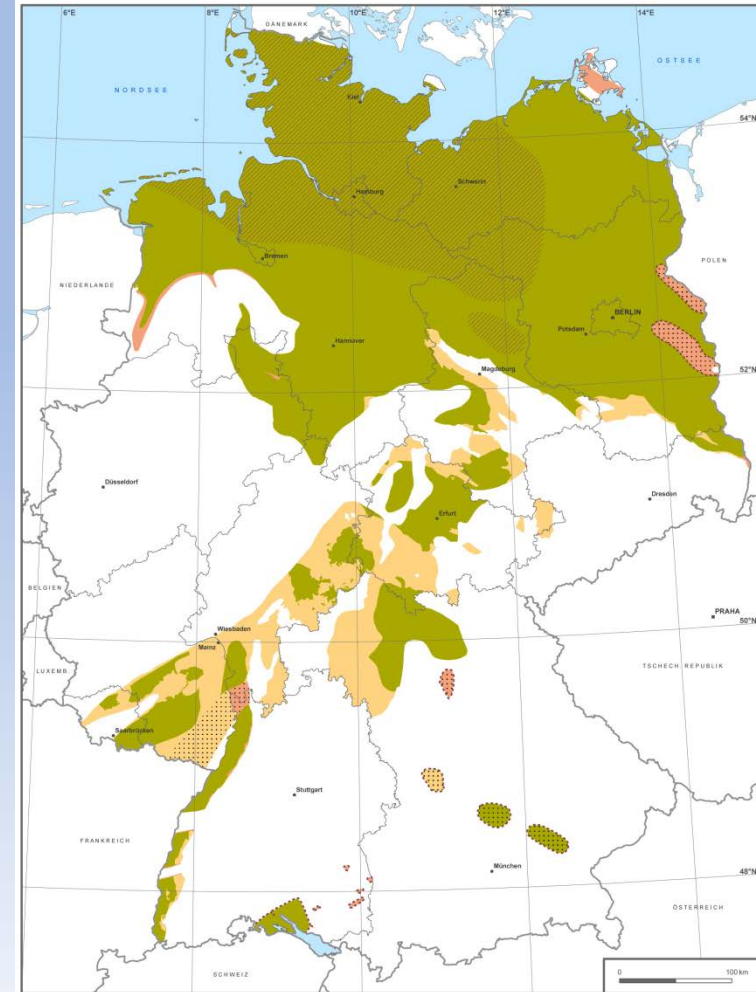 6°E
8°E
DÄNEMARK
10°E
12°E
14°E
NORDSEE
OSTSEE
Kiel
54°N
Schwerin
Hamburg
Bremen
POLEN
NIEDERLANDE
BERLIN
Potsdam
Hannover
52°N
Magdeburg
Düsseldorf
Dresden
Erfurt
BELGIEN
PRAHA
Wiesbaden
50°N
Mainz
LUXEMB.
TSCHECH. REPUBLIK
Saarbrücken
Stuttgart
FRANKREICH
München
48°N
ÖSTERREICH
SCHWEIZ
0 100 km